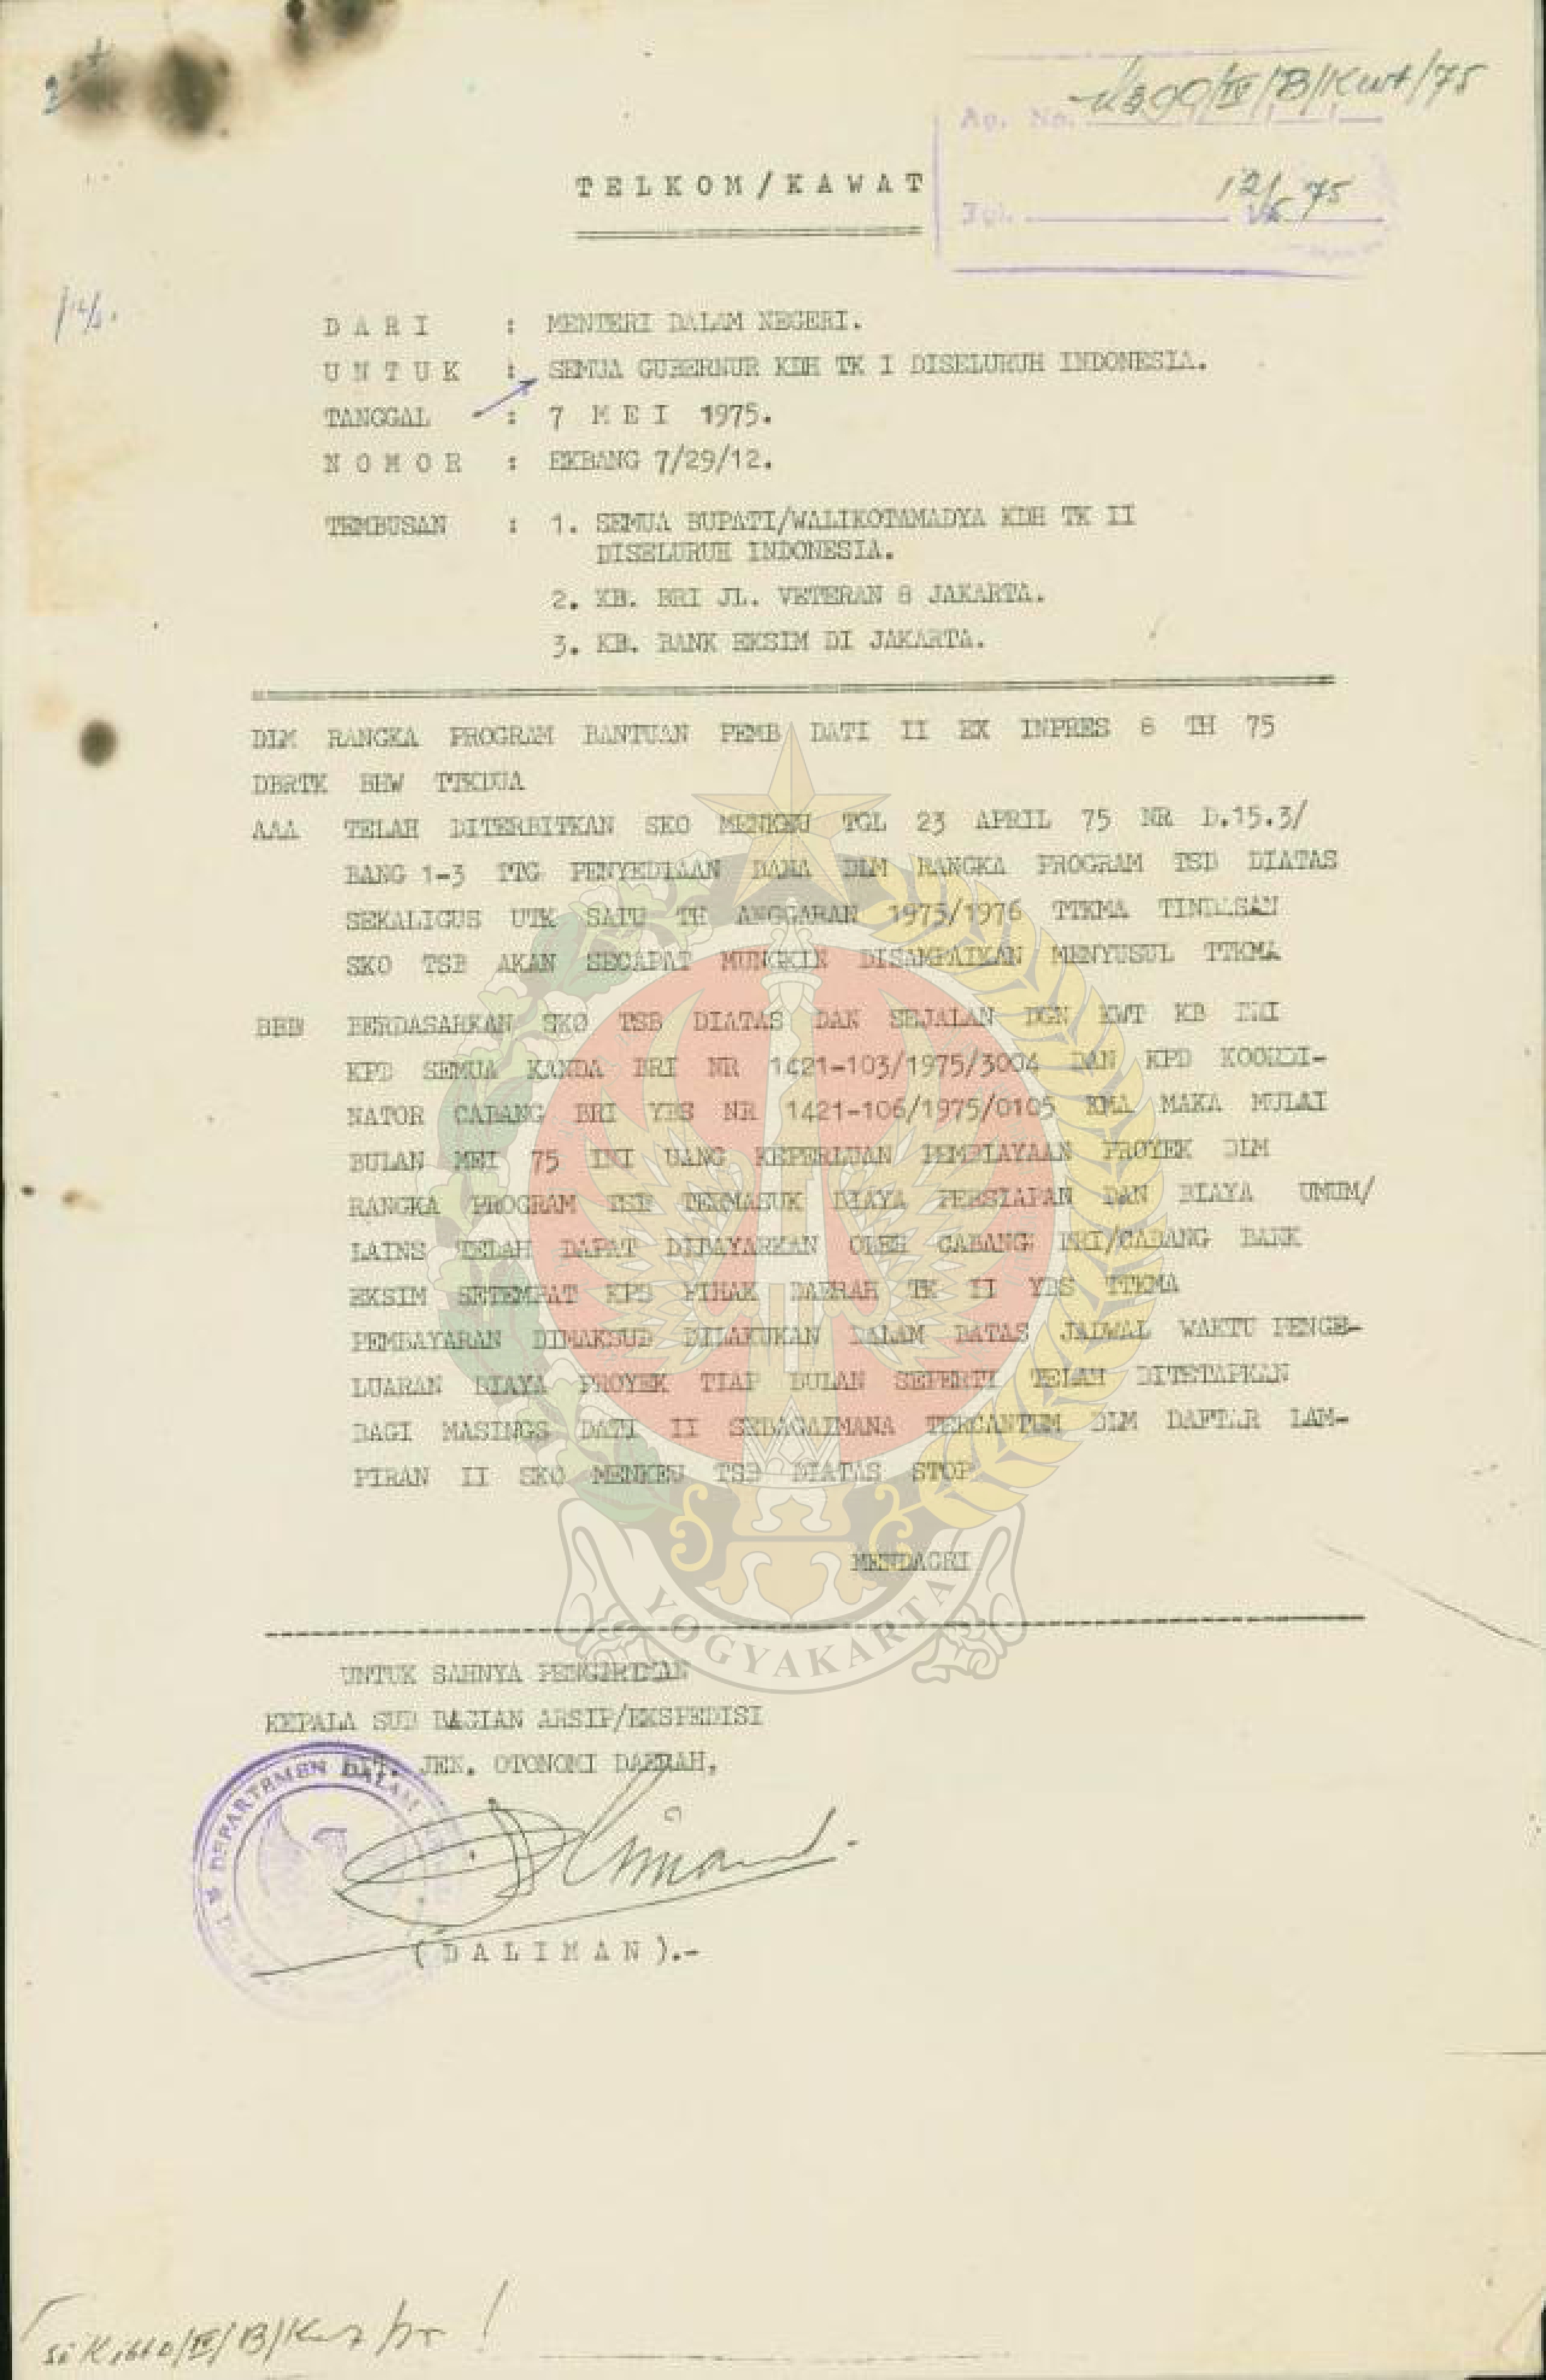 Ag. No. K399/IV/B/Kwt/75
Tgl. 12/5 75
TELKOM/KAWAT
DARI : MENTERI DALAM NEGERI.
UNTUK : SEMUA GUBERNUR KDH TK I DISELURUH INDONESIA.
TANGGAL : 7 MEI 1975.
NOMOR : EKBANG 7/29/12.
TEMBUSAN : 1. SEMUA BUPATI/WALIKOTAMADYA KDH TK II
DISELURUH INDONESIA.
2. KB. BRI JL. VETERAN 8 JAKARTA.
3. KB. BANK EKSIM DI JAKARTA.
DLM RANGKA PROGRAM BANTUAN PEMB DATI II EX INPRES 6 TH 75
DBRTK BHW TTKDUA
AAA TELAH DITERBITKAN SKO MENKEU TGL 23 APRIL 75 NR D.15.3/
BANG 1-3 TTG PENYEDIAAN DANA DLM RANGKA PROGRAM TSB DIATAS
SEKALIGUS UTK SATU TH ANGGARAN 1975/1976 TTKMA TINDASAN
SKO TSB AKAN SECAPAT MUNGKIN DISAMPAIKAN MENYUSUL TTKMA
BBB BERDASARKAN SKO TSB DIATAS DAN SEJALAN DGN KWT KB BRI
KPD SEMUA KANDA BRI NR 1421-103/1975/3004 DAN KPD KOORDI-
NATOR CABANG BRI YBS NR 1421-106/1975/0105 KMA MAKA MULAI
BULAN MEI 75 INI UANG KEPERLUAN PEMBIAYAAN PROYEK DLM
RANGKA PROGRAM TSB TERMASUK BIAYA PERSIAPAN DAN BIAYA UMUM/
LAINS TELAH DAPAT DIBAYARKAN OLEH CABANG BRI/CABANG BANK
EKSIM SETEMPAT KPD PIHAK DAERAH TK II YBS TTKMA
PEMBAYARAN DIMAKSUD DILAKUKAN DALAM BATAS JADWAL WAKTU PENGE-
LUARAN BIAYA PROYEK TIAP BULAN SEPERTI TELAH DITETAPKAN
BAGI MASINGS DATI II SEBAGAIMANA TERCANTUM DLM DAFTAR LAM-
PIRAN II SKO MENKEU TSB DIATAS STOP
MENDAGRI
YOGYAKARTA
UNTUK SAHNYA PENGIRIMAN
KEPALA SUB BAGIAN ARSIP/EKSPEDISI
DIT. JEN. OTONOMI DAERAH,
DEPARTEMEN DALAM
(DALIMAN).-